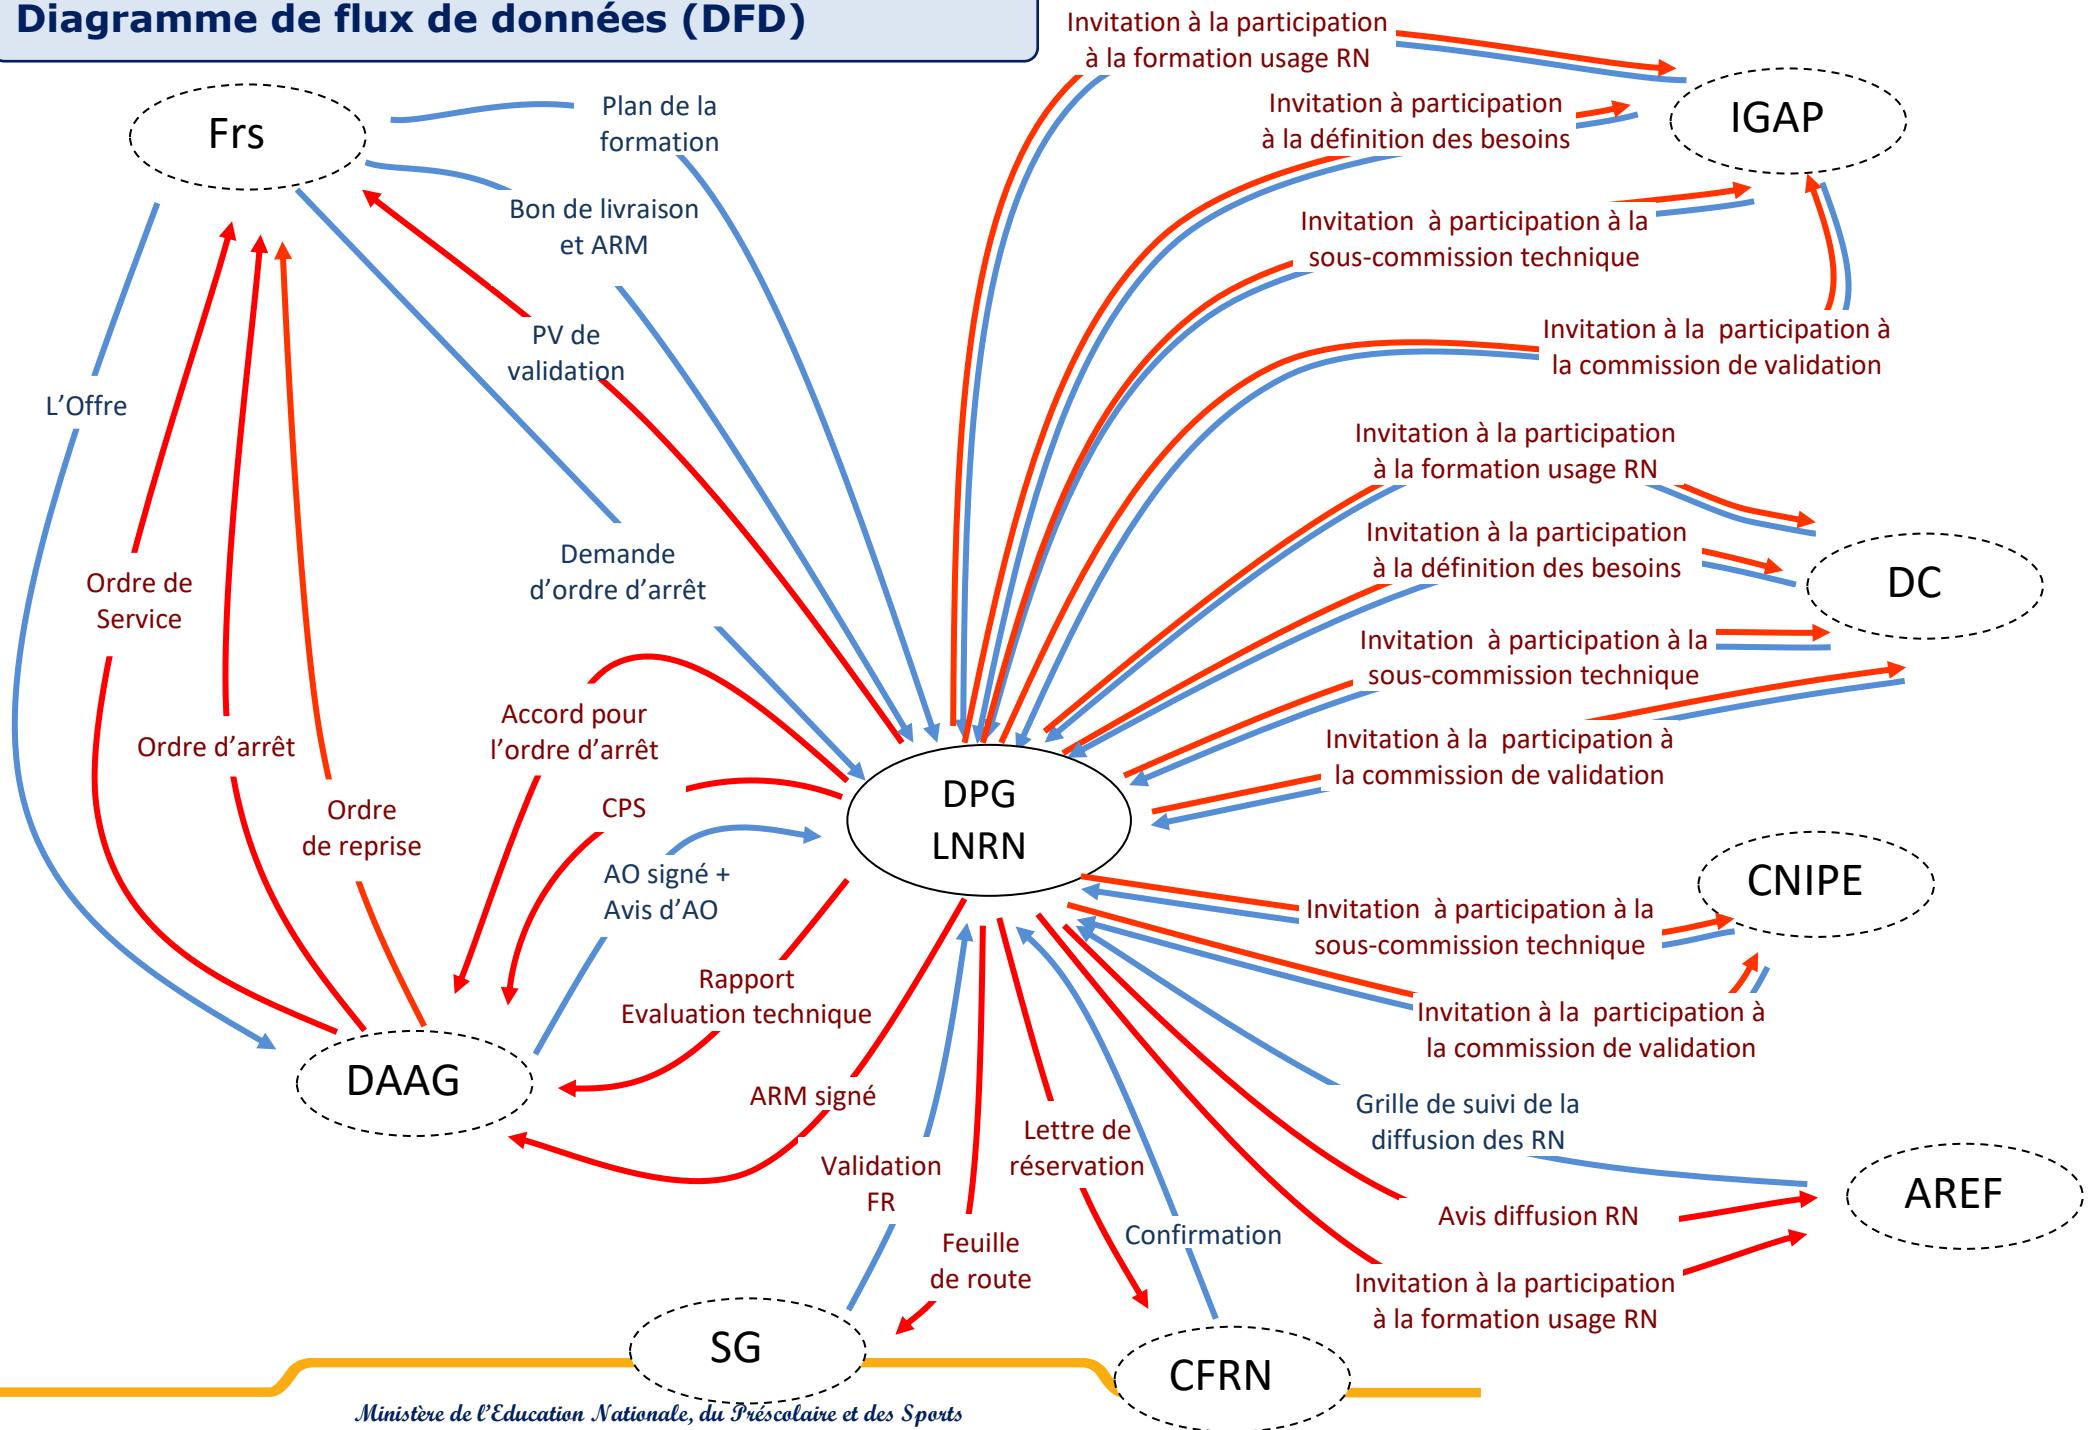 Diagramme de flux de données (DFD)
Invitation à la participation
à la formation usage RN
Invitation à participation
à la définition des besoins
IGAP
Invitation  à participation à la
sous-commission technique
Invitation à la  participation à
la commission de validation
Frs
Plan de la
formation
Bon de livraison
et ARM
PV de
validation
L’Offre
Demande
d’ordre d’arrêt
Ordre de
Service
Ordre d’arrêt
Ordre
de reprise
Accord pour
l’ordre d’arrêt
CPS
AO signé +
Avis d’AO
DPG
LNRN
Invitation à la participation
à la formation usage RN
Invitation à la participation
à la définition des besoins
DC
Invitation  à participation à la
sous-commission technique
Invitation à la  participation à
la commission de validation
CNIPE
Invitation  à participation à la
sous-commission technique
Invitation à la  participation à
la commission de validation
Rapport
Evaluation technique
DAAG
ARM signé
Validation
FR
Lettre de
réservation
Feuille
de route
Confirmation
Grille de suivi de la
diffusion des RN
Avis diffusion RN
AREF
Invitation à la participation
à la formation usage RN
SG
CFRN
Ministère de l’Education Nationale, du Préscolaire et des Sports